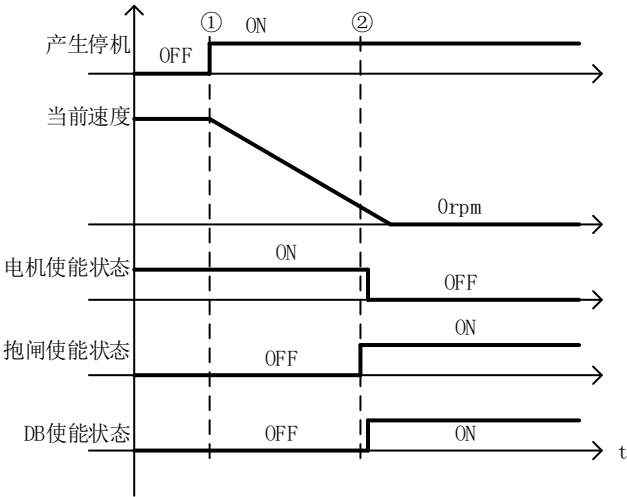 ① ON ②
产生停机
OFF
当前速度
0rpm
ON
电机使能状态
OFF
ON
抱闸使能状态
OFF
DB使能状态 OFF ON
t